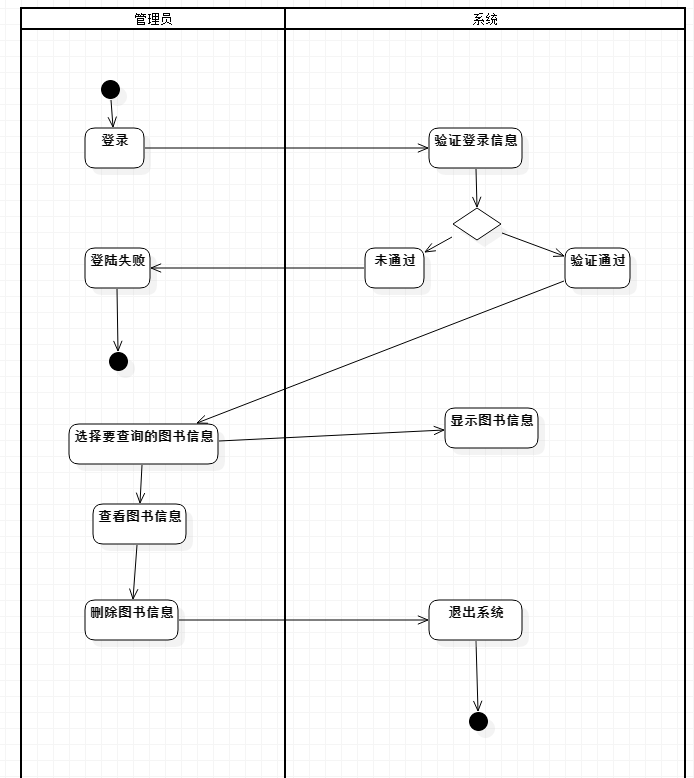 管理员
系统
登录
验证登录信息
登陆失败
未通过
验证通过
选择要查询的图书信息
显示图书信息
查看图书信息
删除图书信息
退出系统